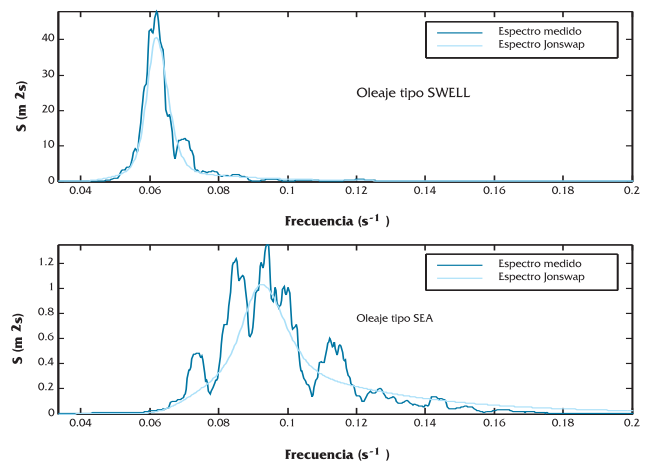 Espectro medido
Espectro Jonswap
Oleaje tipo SWELL
S (m 2s)
40
30
20
10
0
0.04 0.06 0.08 0.1 0.12 0.14 0.16 0.18 0.2
Frecuencia (s-1 )
Espectro medido
Espectro Jonswap
Oleaje tipo SEA
S (m 2s)
1.2
1
0.8
0.6
0.4
0.2
0
0.04 0.06 0.08 0.1 0.12 0.14 0.16 0.18 0.2
Frecuencia (s-1 )